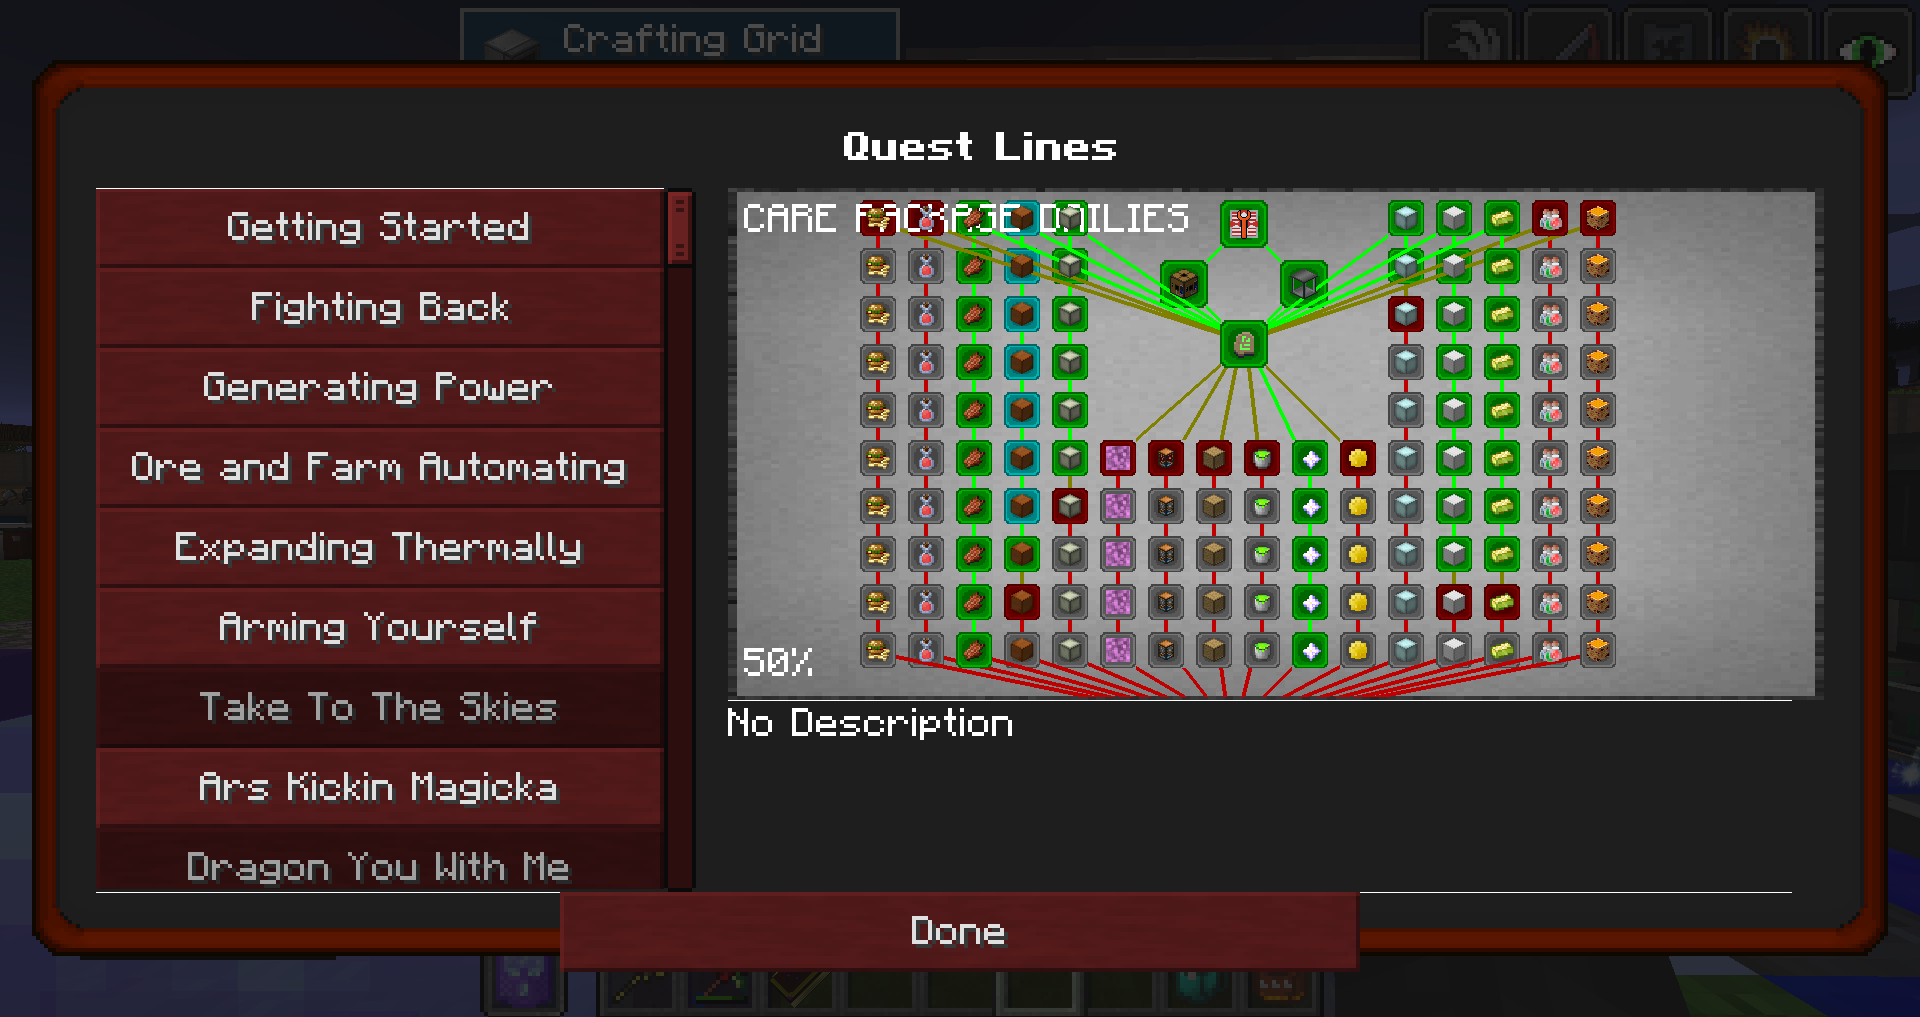 Crafting Grid
Quest Lines
Getting Started
Fighting Back
Generating Power
Ore and Farm Automating
Expanding Thermally
Arming Yourself
Take To The Skies
Ars Kickin Magicka
Dragon You With Me
CARE PACKAGE DAILIES
50%
No Description
Done